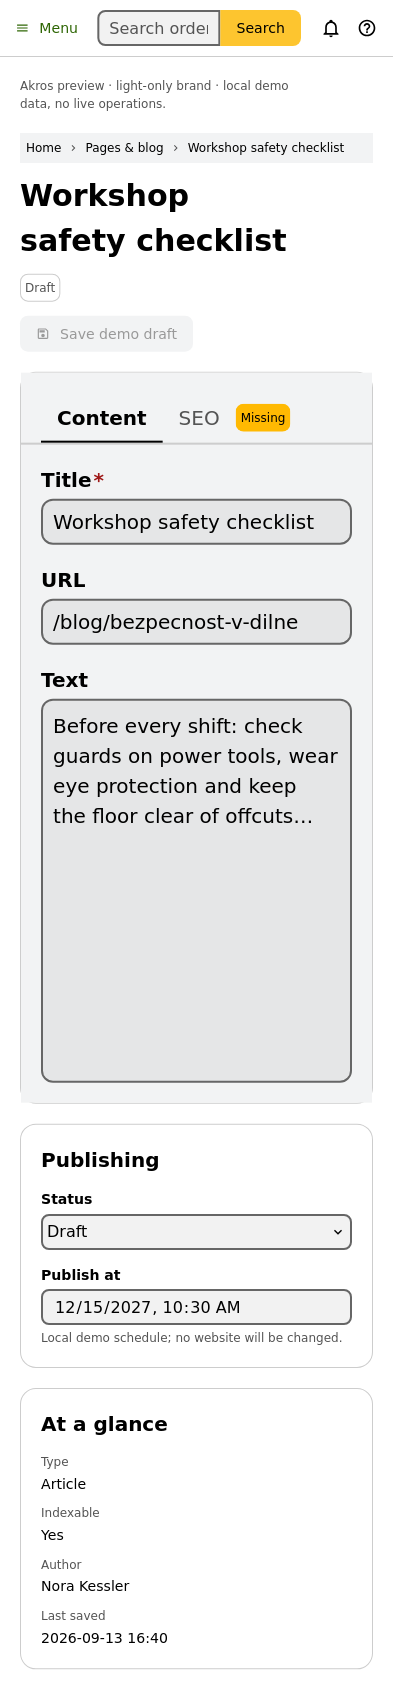 Menu
Search
Akros preview · light-only brand · local demo
data, no live operations.
Home › Pages & blog › Workshop safety checklist
Workshop
safety checklist
Draft
Save demo draft
Content
SEO
Missing
Title*
Workshop safety checklist
URL
/blog/bezpecnost-v-dilne
Text
Before every shift: check
guards on power tools, wear
eye protection and keep
the floor clear of offcuts…
Publishing
Status
Draft
Publish at
12/15/2027, 10:30 AM
Local demo schedule; no website will be changed.
At a glance
Type
Article
Indexable
Yes
Author
Nora Kessler
Last saved
2026-09-13 16:40